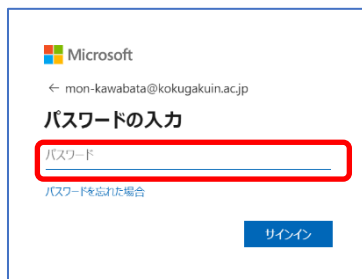 Microsoft
← mon-kawabata@kokugakuin.ac.jp
パスワードの入力
パスワード
パスワードを忘れた場合
サインイン